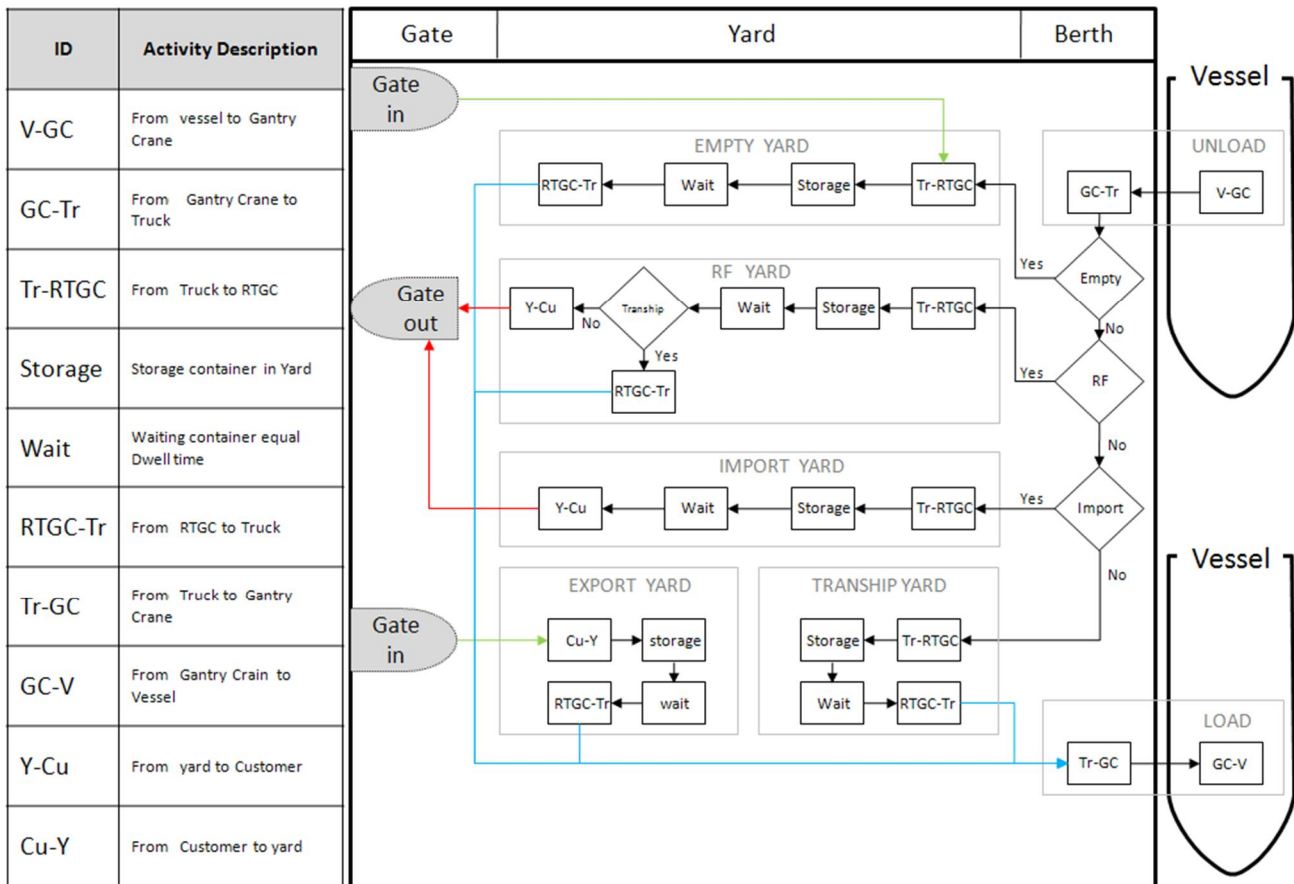 ID
Activity Description
V-GC
From vessel to Gantry
Crane
GC-Tr
From Gantry Crane to
Truck
Tr-RTGC
From Truck to RTGC
Storage
Storage container in Yard
Wait
Waiting container equal
Dwell time
RTGC-Tr
From RTGC to Truck
Tr-GC
From Truck to Gantry
Crane
GC-V
From Gantry Crain to
Vessel
Y-Cu
From yard to Customer
Cu-Y
From Customer to yard
Gate
Yard
Berth
Gate
in
Vessel
EMPTY YARD
UNLOAD
RTGC-Tr
Wait
Storage
Tr-RTGC
GC-Tr
V-GC
Yes
Empty
No
RF YARD
Gate
out
Y-Cu
No
Tranship
Wait
Storage
Tr-RTGC
Yes
RTGC-Tr
Yes
RF
No
IMPORT YARD
Y-Cu
Wait
Storage
Tr-RTGC
Yes
Import
No
Vessel
Gate
in
EXPORT YARD
Cu-Y
storage
RTGC-Tr
wait
TRANSHIP YARD
Storage
Tr-RTGC
Wait
RTGC-Tr
LOAD
Tr-GC
GC-V